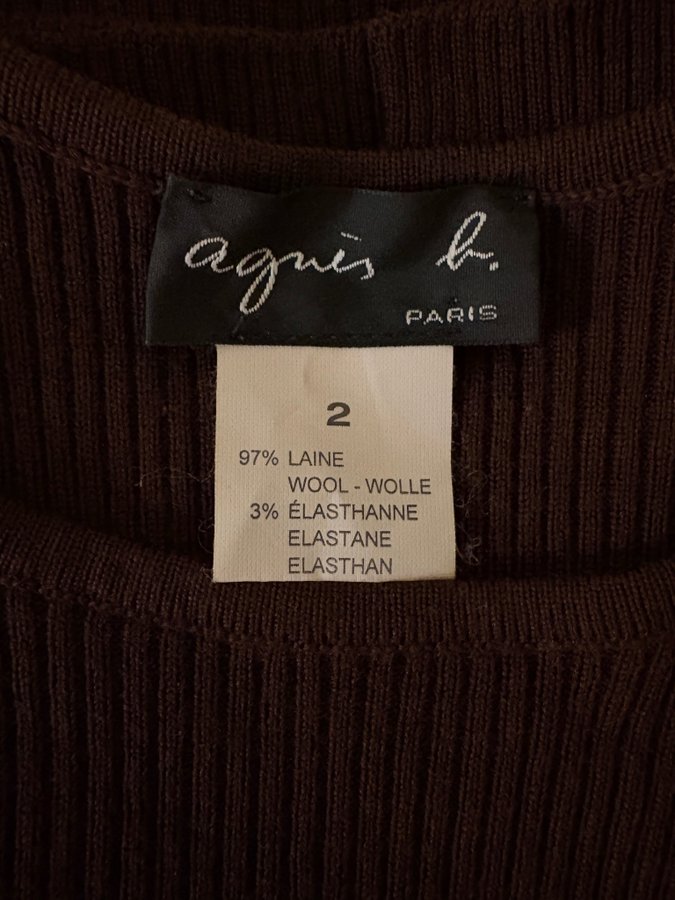 agnès b.
PARIS
2
97% LAINE
WOOL - WOLLE
3% ÉLASTHANNE
ELASTANE
ELASTHAN